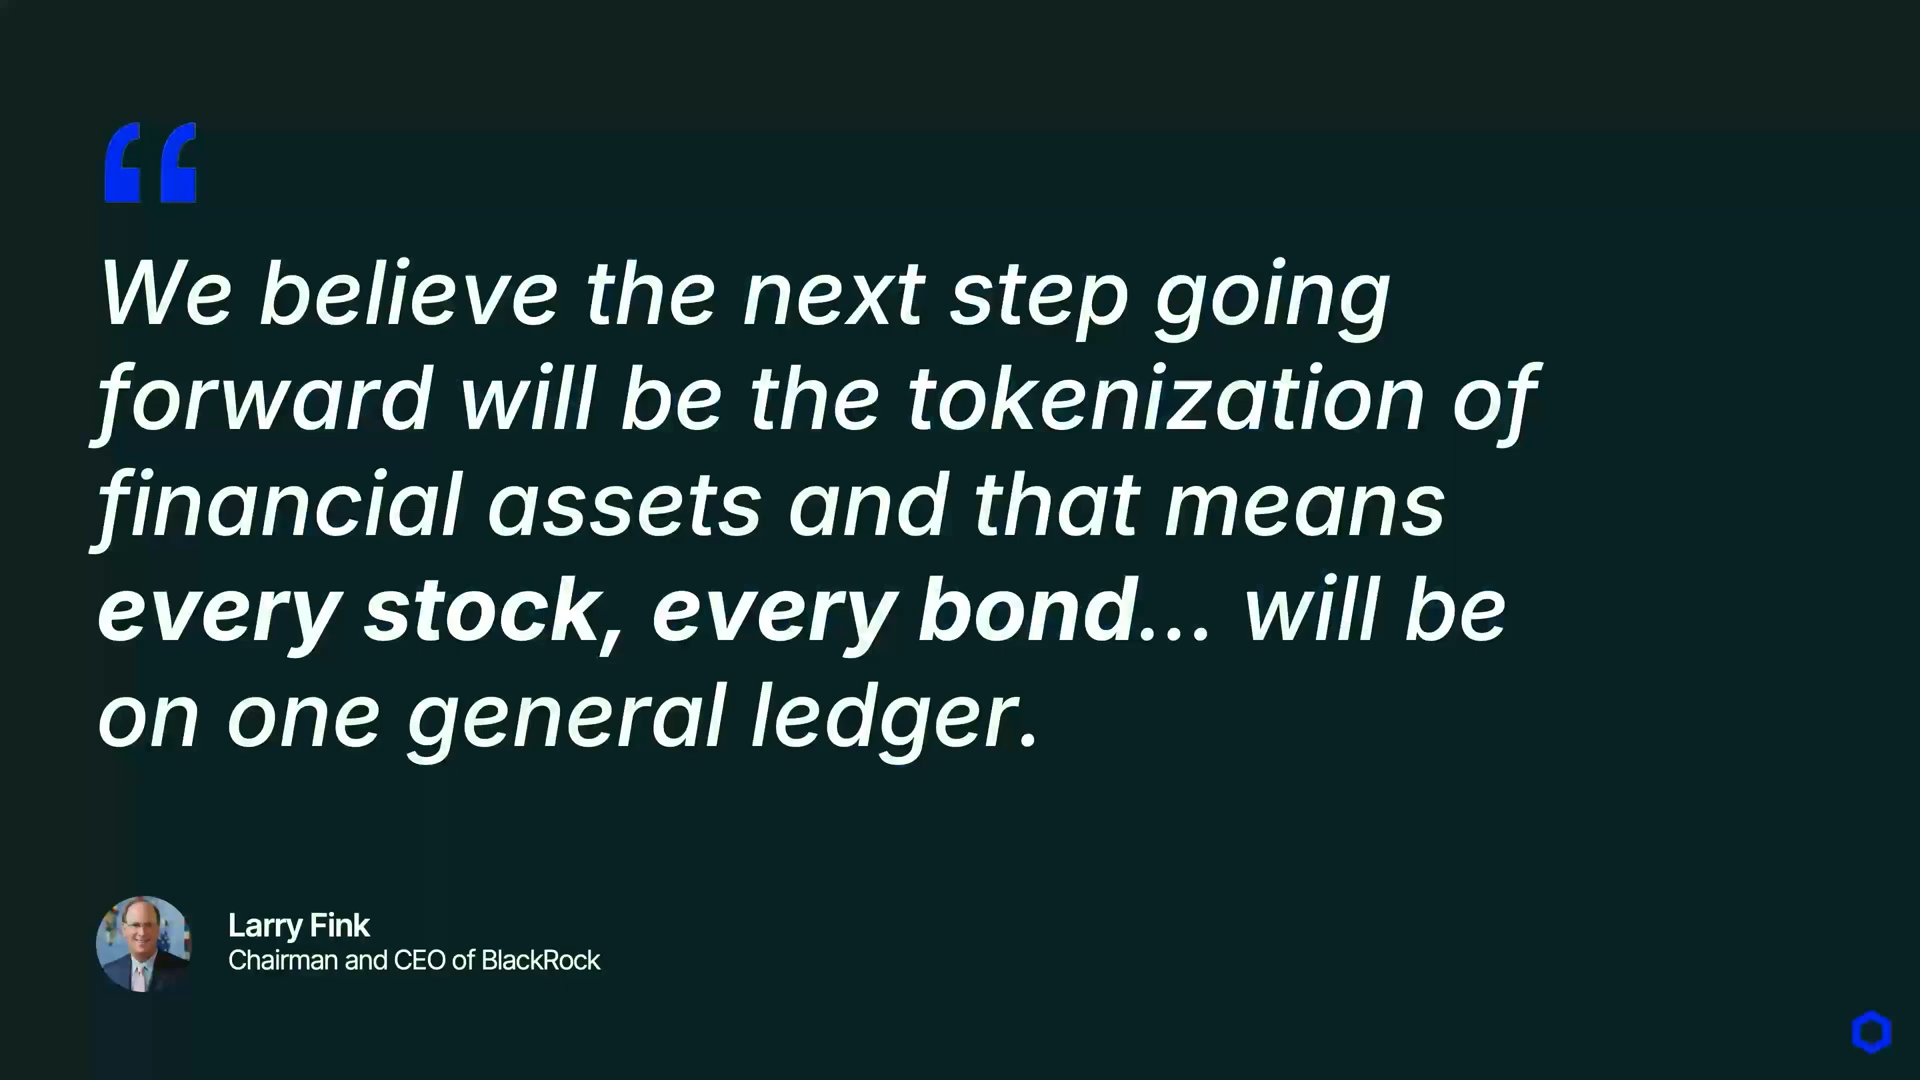 “
We believe the next step going
forward will be the tokenization of
financial assets and that means
every stock, every bond... will be
on one general ledger.
Larry Fink
Chairman and CEO of BlackRock